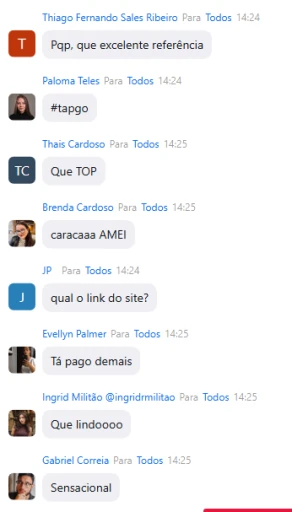 Thiago Fernando Sales Ribeiro Para Todos 14:24
T
Pqp, que excelente referência
Paloma Teles Para Todos 14:24
#tapgo
Thais Cardoso Para Todos 14:25
TC
Que TOP
Brenda Cardoso Para Todos 14:25
caracaaa AMEI
JP Para Todos 14:24
J
qual o link do site?
Evellyn Palmer Para Todos 14:25
Tá pago demais
Ingrid Militão @ingridrmilitao Para Todos 14:25
Que lindoooo
Gabriel Correia Para Todos 14:25
Sensacional